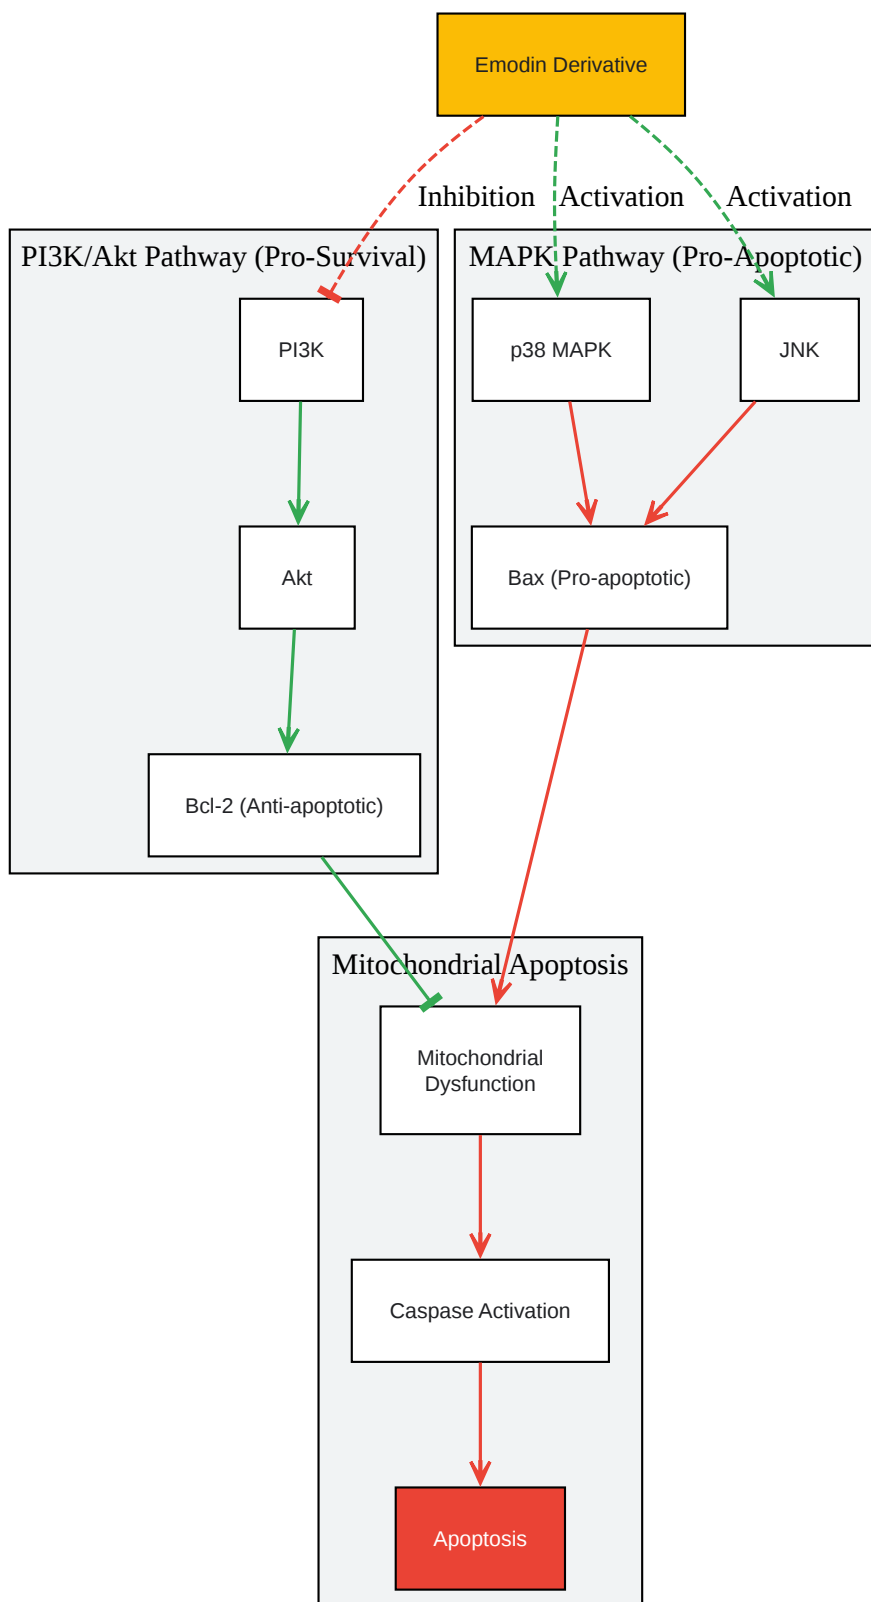 Emodin Derivative
Inhibition
Activation
Activation
PI3K/Akt Pathway (Pro-Survival)
MAPK Pathway (Pro-Apoptotic)
PI3K
p38 MAPK
JNK
Akt
Bax (Pro-apoptotic)
Bcl-2 (Anti-apoptotic)
Mitochondrial Apoptosis
Mitochondrial
Dysfunction
Caspase Activation
Apoptosis